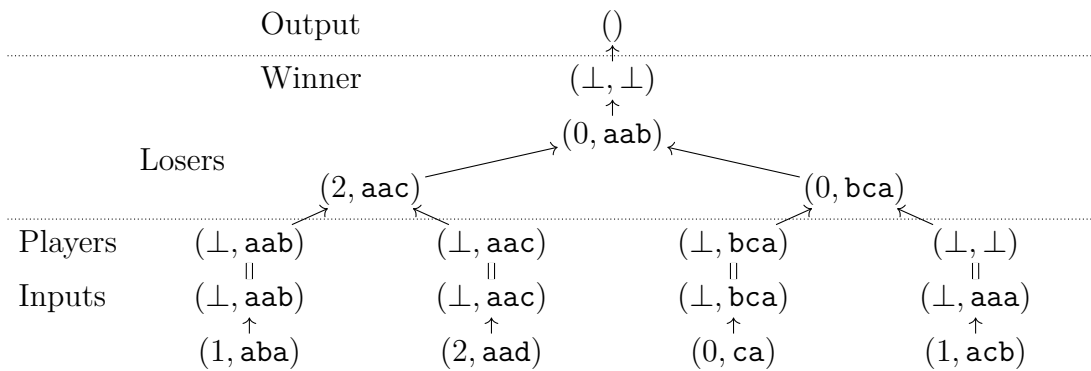 Output ()
Winner (⊥, ⊥)
(0, aab)
Losers
(2, aac) (0, bca)
Players (⊥, aab) (⊥, aac) (⊥, bca) (⊥, ⊥)
= = = =
Inputs (⊥, aab) (⊥, aac) (⊥, bca) (⊥, aaa)
(1, aba) (2, aad) (0, ca) (1, acb)